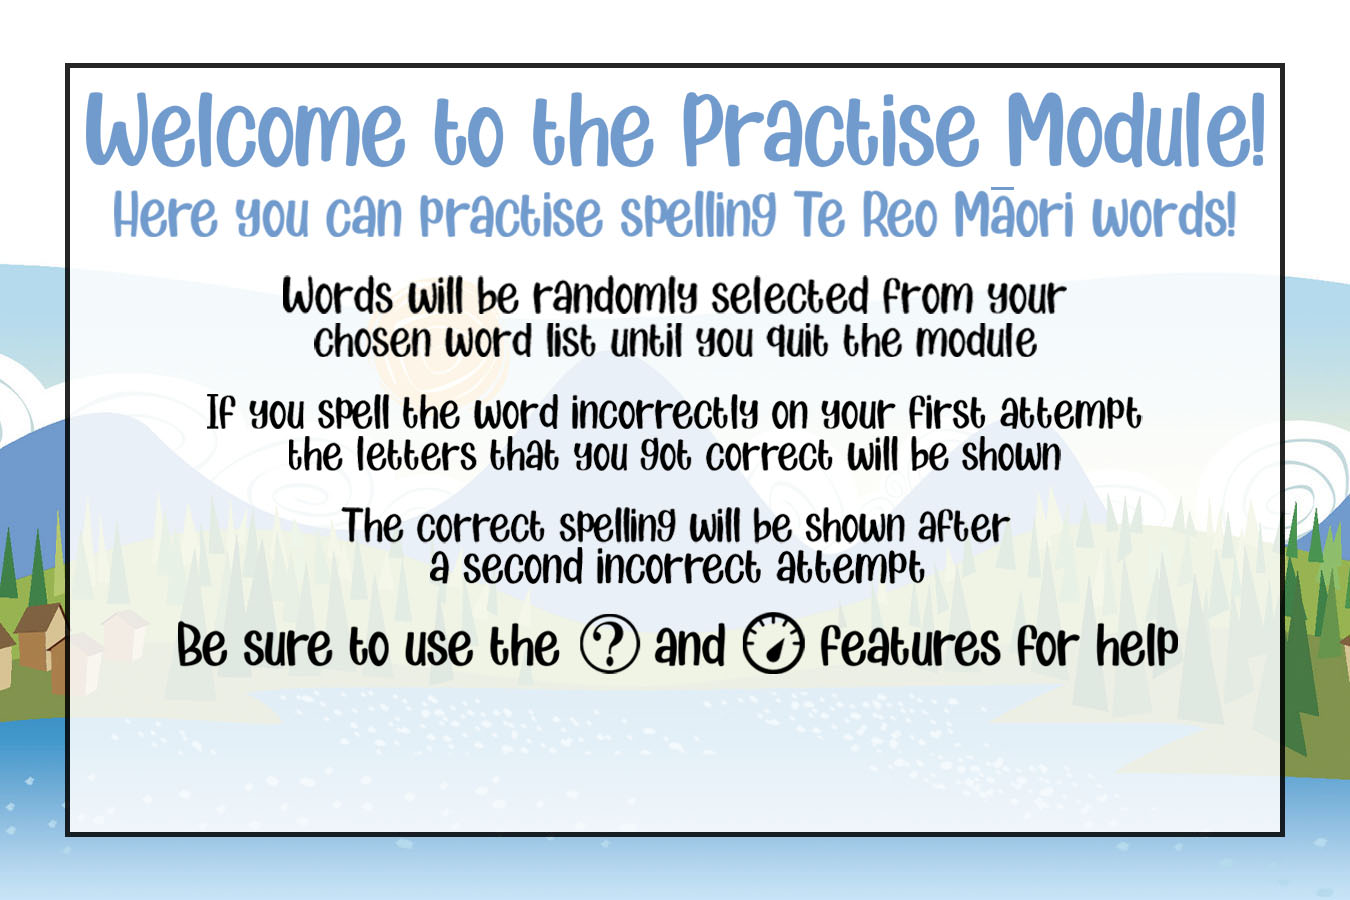 Welcome to the Practise Module!
Here you can practise spelling Te Reo Māori words!
Words will be randomly selected from your
chosen word list until you quit the module
If you spell the word incorrectly on your first attempt
the letters that you got correct will be shown
The correct spelling will be shown after
a second incorrect attempt
Be sure to use the ? and features for help